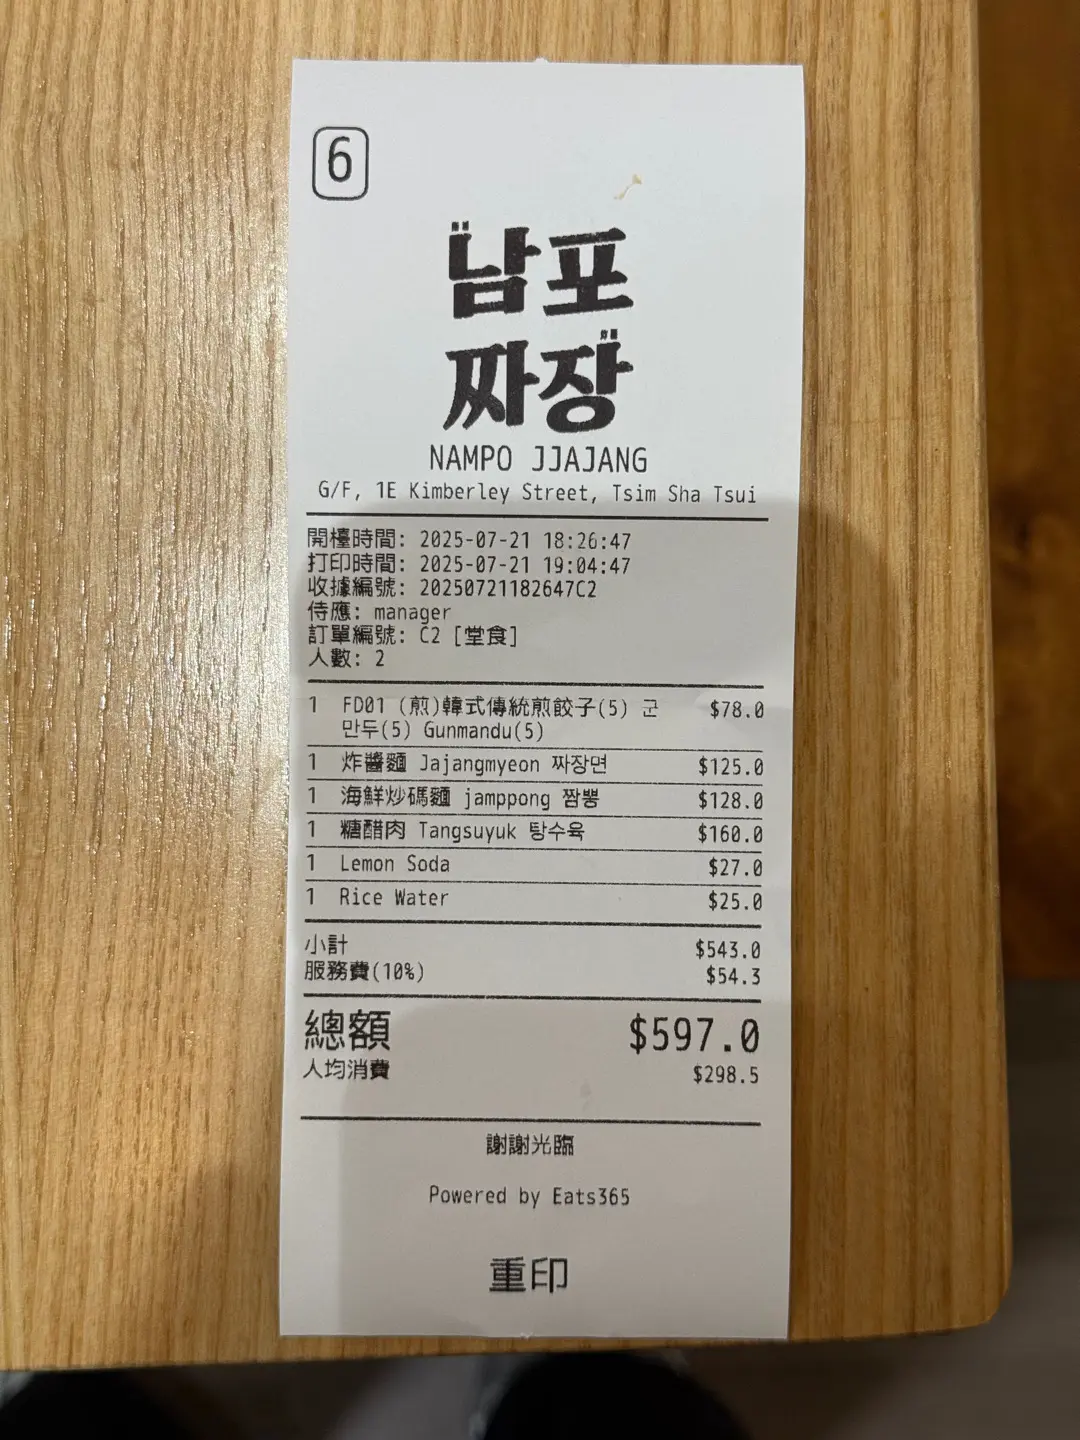 6
남포
짜장
NAMPO JJAJANG
G/F, 1E Kimberley Street, Tsim Sha Tsui
開檯時間: 2025-07-21 18:26:47
打印時間: 2025-07-21 19:04:47
收據編號: 20250721182647C2
侍應: manager
訂單編號: C2 [堂食]
人數: 2
1 FD01 (煎)韓式傳統煎餃子(5) 군 $78.0
만두(5) Gunmandu(5)
1 炸醬麵 Jajangmyeon 짜장면 $125.0
1 海鮮炒碼麵 jamppong 짬뽕 $128.0
1 糖醋肉 Tangsuyuk 탕수육 $160.0
1 Lemon Soda $27.0
1 Rice Water $25.0
小計 $543.0
服務費(10%) $54.3
總額 $597.0
人均消費 $298.5
謝謝光臨
Powered by Eats365
重印